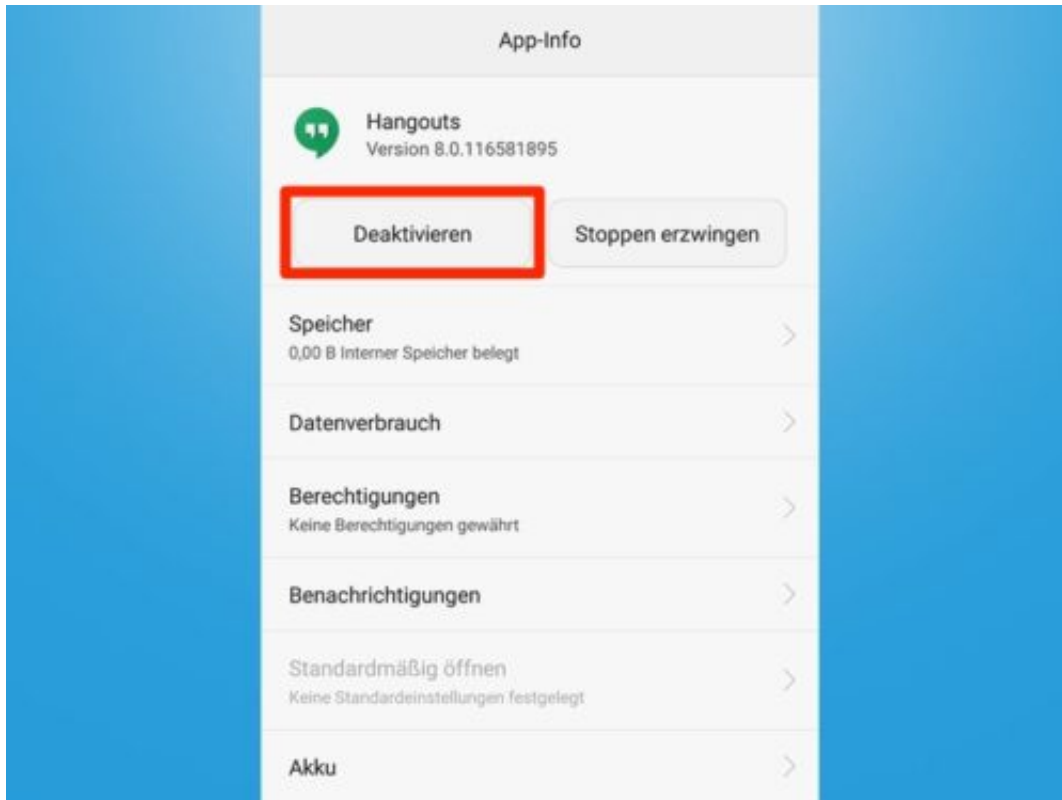 App-Info
Hangouts
Version 8.0.116581895
Deaktivieren
Stoppen erzwingen
Speicher
0,00 B Interner Speicher belegt
Datenverbrauch
Berechtigungen
Keine Berechtigungen gewährt
Benachrichtigungen
Standardmäßig öffnen
Keine Standardeinstellungen festgelegt
Akku